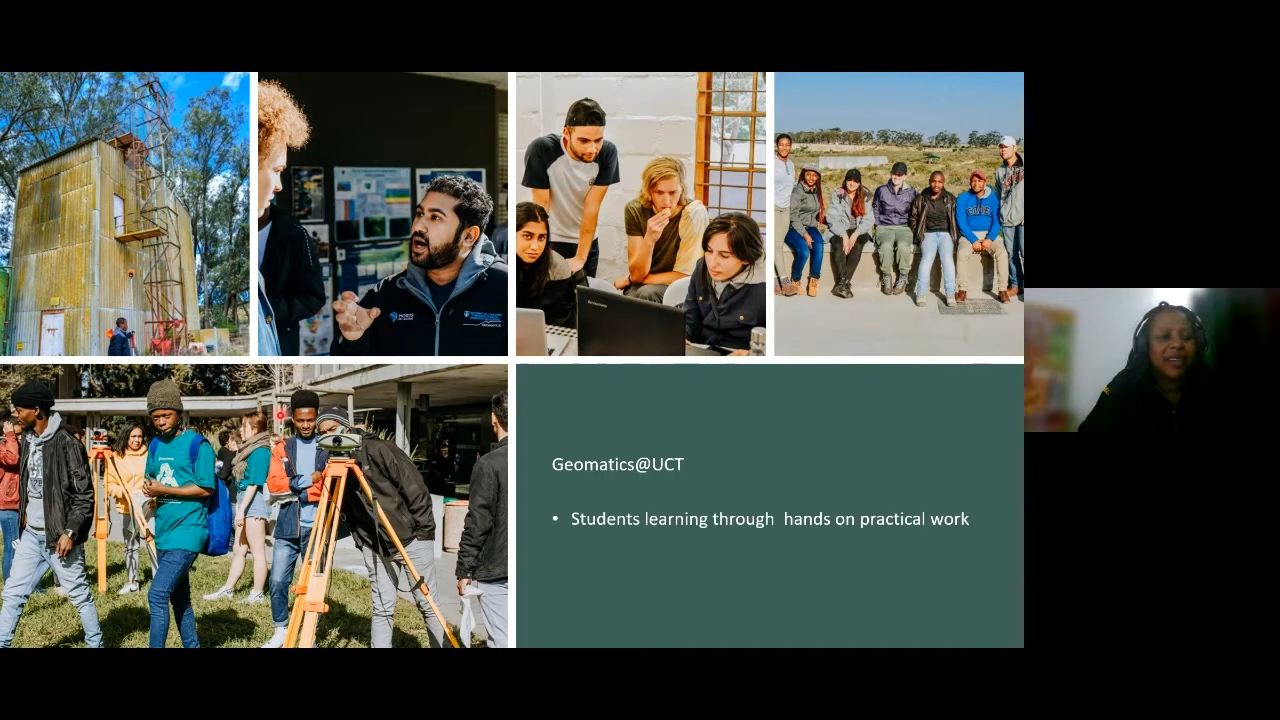 Geomatics@UCT
• Students learning through hands on practical work